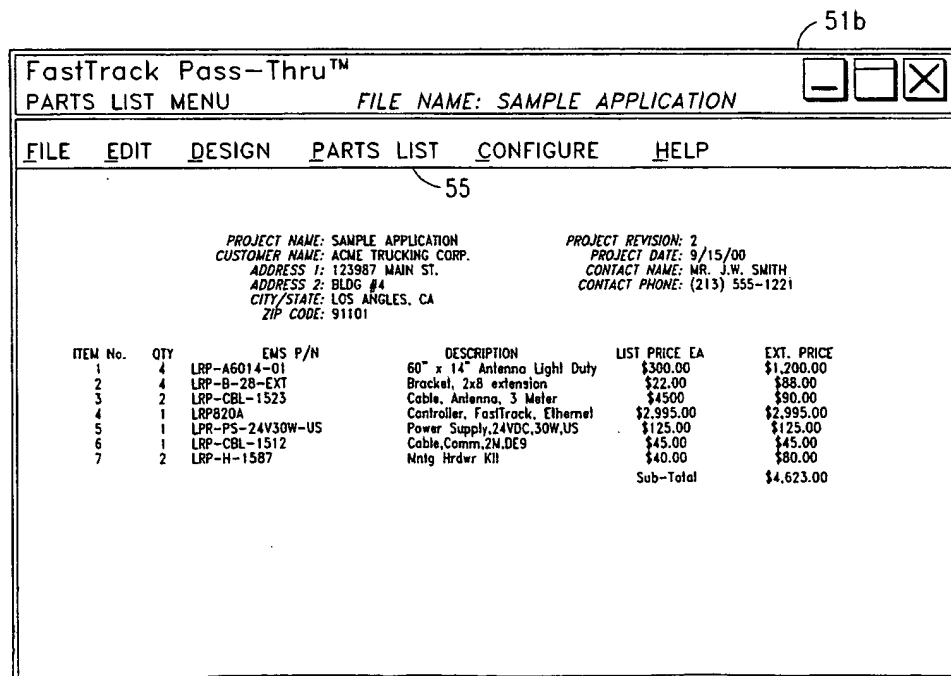 51b
FastTrack Pass-Thru™
PARTS LIST MENU FILE NAME: SAMPLE APPLICATION
FILE EDIT DESIGN PARTS LIST CONFIGURE HELP
55
PROJECT NAME: SAMPLE APPLICATION PROJECT REVISION: 2
CUSTOMER NAME: ACME TRUCKING CORP. PROJECT DATE: 9/15/00
ADDRESS 1: 123987 MAIN ST. CONTACT NAME: MR. J.W. SMITH
ADDRESS 2: BLDG #4 CONTACT PHONE: (213) 555-1221
CITY/STATE: LOS ANGLES, CA
ZIP CODE: 91101
ITEM No. QTY EMS P/N DESCRIPTION LIST PRICE EA EXT. PRICE
1 4 LRP-A6014-01 60" x 14" Antenna Light Duty $300.00 $1,200.00
2 4 LRP-B-28-EXT Bracket, 2x8 extension $22.00 $88.00
3 2 LRP-CBL-1523 Cable, Antenna, 3 Meter $4500 $90.00
4 1 LRP820A Controller, FastTrack, Ethernet $2,995.00 $2,995.00
5 1 LPR-PS-24V30W-US Power Supply,24VDC,30W,US $125.00 $125.00
6 1 LRP-CBL-1512 Cable,Comm,2M,DE9 $45.00 $45.00
7 2 LRP-H-1587 Mntg Hrdwr Kit $40.00 $80.00
Sub-Total $4,623.00